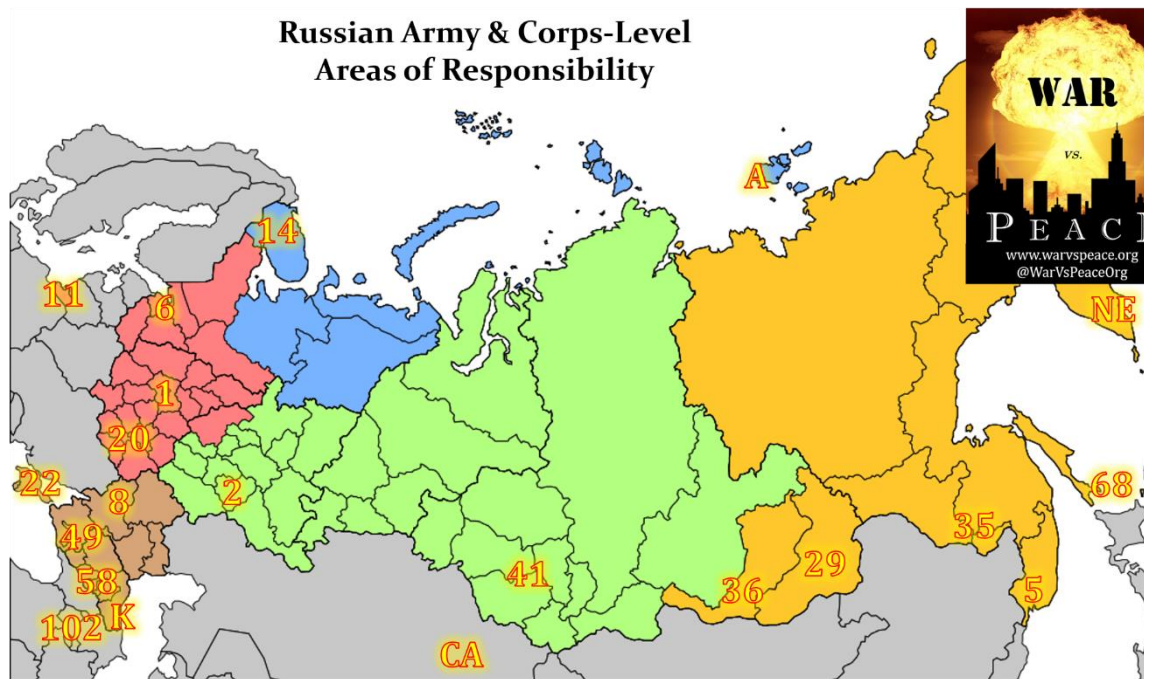 Russian Army & Corps-Level
Areas of Responsibility
WAR
vs.
PEACE
www.warvspeace.org
@WarVsPeaceOrg
A
14
11
6
NE
1
20
22
8
2
68
49
35
58
41
36
29
5
K
102
CA